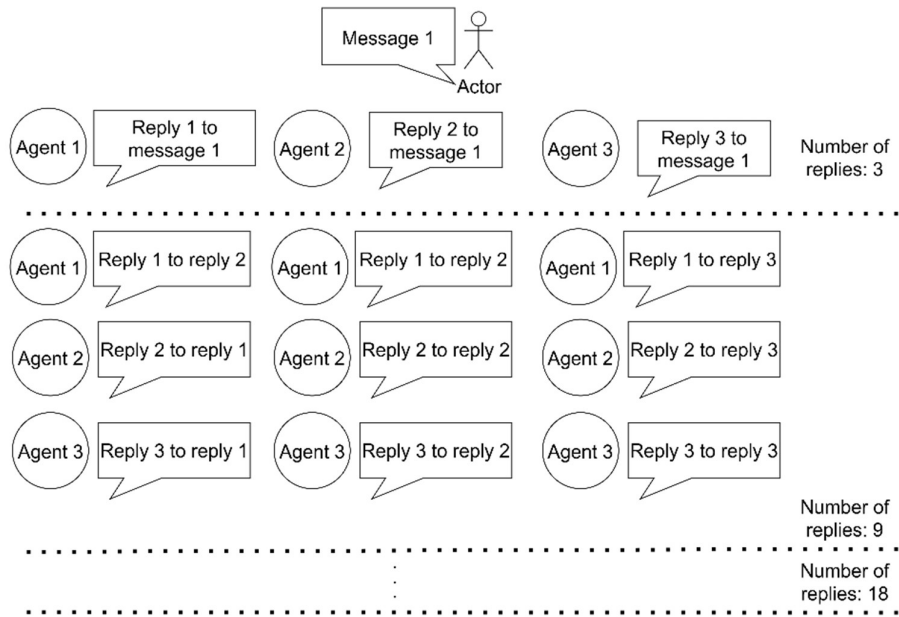 Message 1
Actor
Agent 1
Reply 1 to
message 1
Agent 2
Reply 2 to
message 1
Agent 3
Reply 3 to
message 1
Number of
replies: 3
Agent 1
Reply 1 to reply 2
Agent 1
Reply 1 to reply 2
Agent 1
Reply 1 to reply 3
Agent 2
Reply 2 to reply 1
Agent 2
Reply 2 to reply 2
Agent 2
Reply 2 to reply 3
Agent 3
Reply 3 to reply 1
Agent 3
Reply 3 to reply 2
Agent 3
Reply 3 to reply 3
Number of
replies: 9
Number of
replies: 18